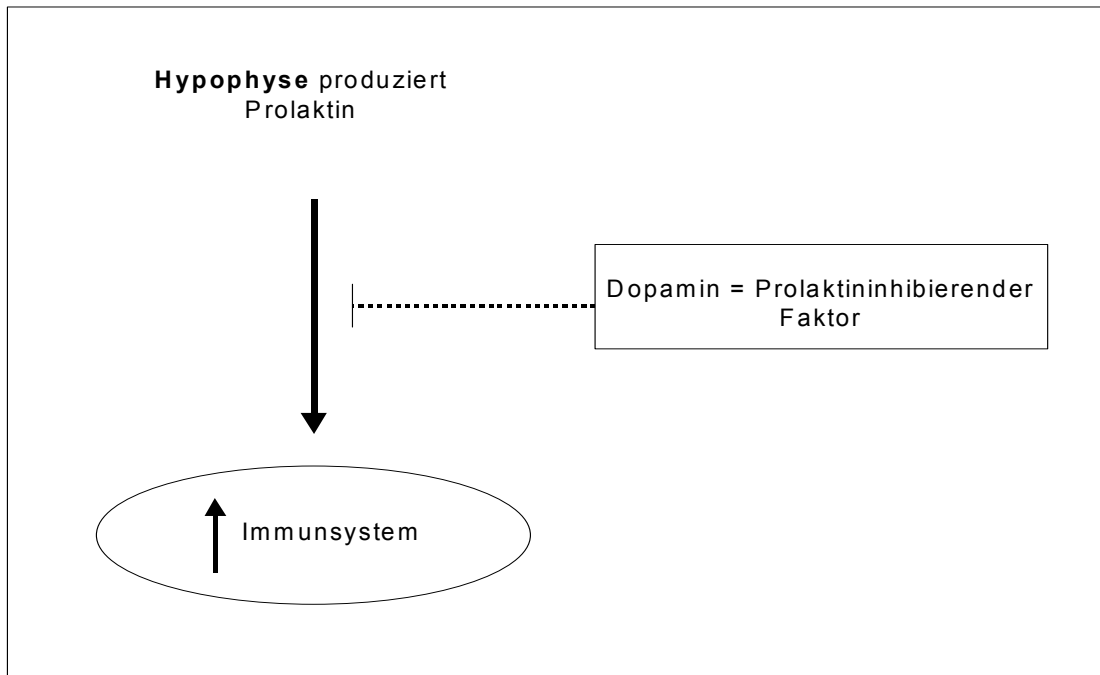 Hypophyse produziert
Prolaktin
Dopamin = Prolaktininhibierender
Faktor
Immunsystem